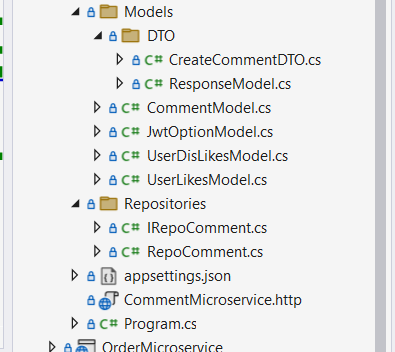 Models
DTO
C# CreateCommentDTO.cs
C# ResponseModel.cs
C# CommentModel.cs
C# JwtOptionModel.cs
C# UserDisLikesModel.cs
C# UserLikesModel.cs
Repositories
C# IRepoComment.cs
C# RepoComment.cs
appsettings.json
CommentMicroservice.http
C# Program.cs
OrderMicroservice